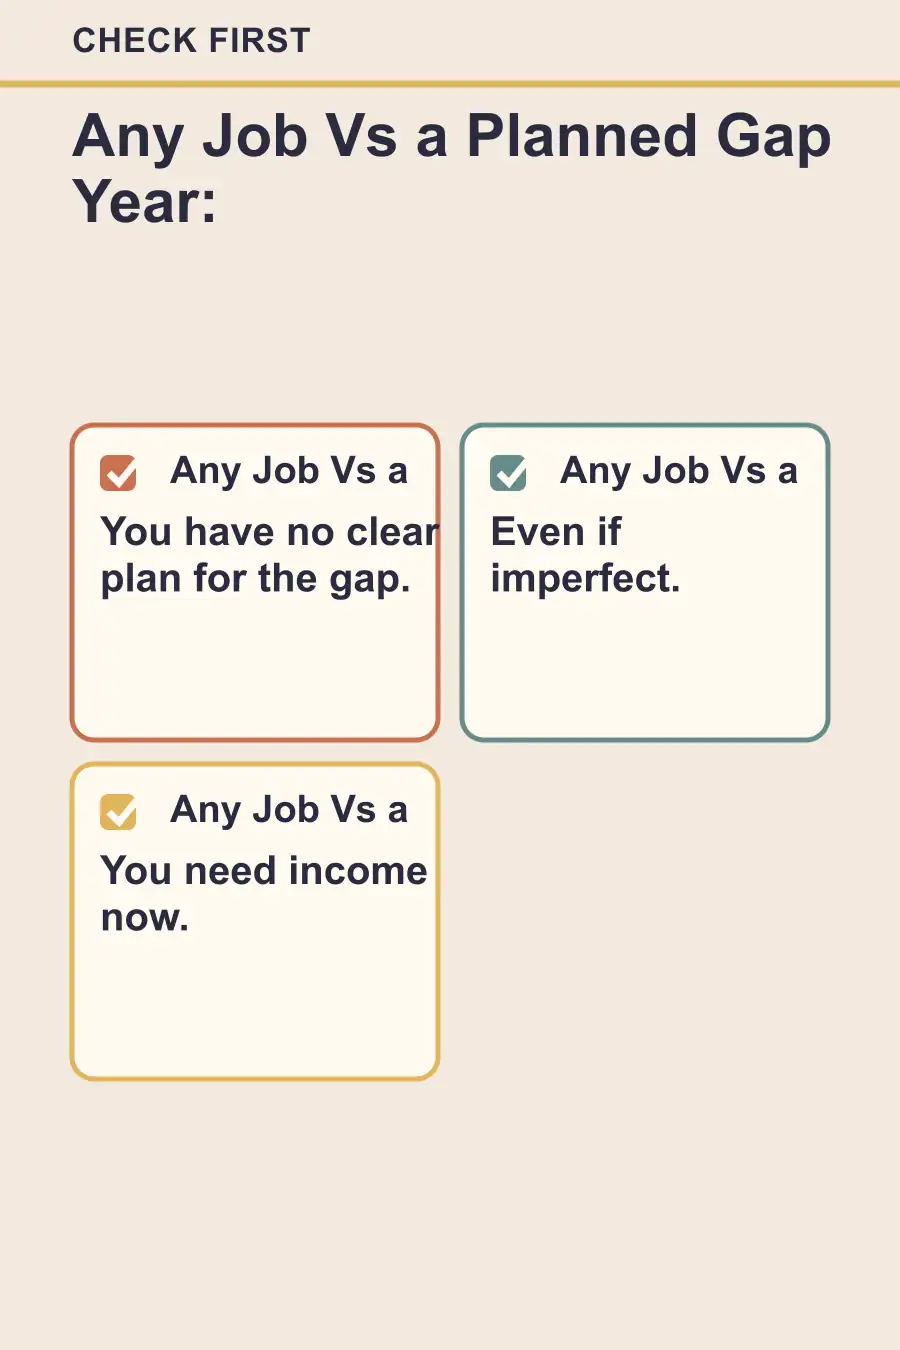 CHECK FIRST
Any Job Vs a Planned Gap
Year:
Any Job Vs a
You have no clear
plan for the gap.
Any Job Vs a
Even if
imperfect.
Any Job Vs a
You need income
now.